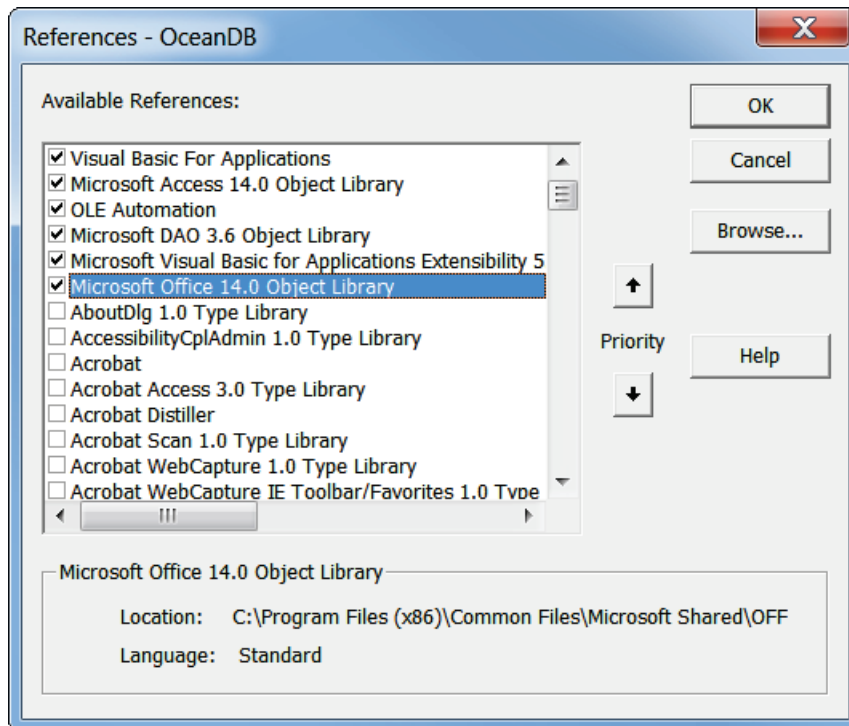 References - OceanDB
X
Available References:
OK
Cancel
Browse...
Help
Visual Basic For Applications
Microsoft Access 14.0 Object Library
OLE Automation
Microsoft DAO 3.6 Object Library
Microsoft Visual Basic for Applications Extensibility 5
Microsoft Office 14.0 Object Library
AboutDlg 1.0 Type Library
AccessibilityCplAdmin 1.0 Type Library
Acrobat
Acrobat Access 3.0 Type Library
Acrobat Distiller
Acrobat Scan 1.0 Type Library
Acrobat WebCapture 1.0 Type Library
Acrobat WebCapture IE Toolbar/Favorites 1.0 Type
Priority
Microsoft Office 14.0 Object Library
Location: C:\Program Files (x86)\Common Files\Microsoft Shared\OFF
Language: Standard